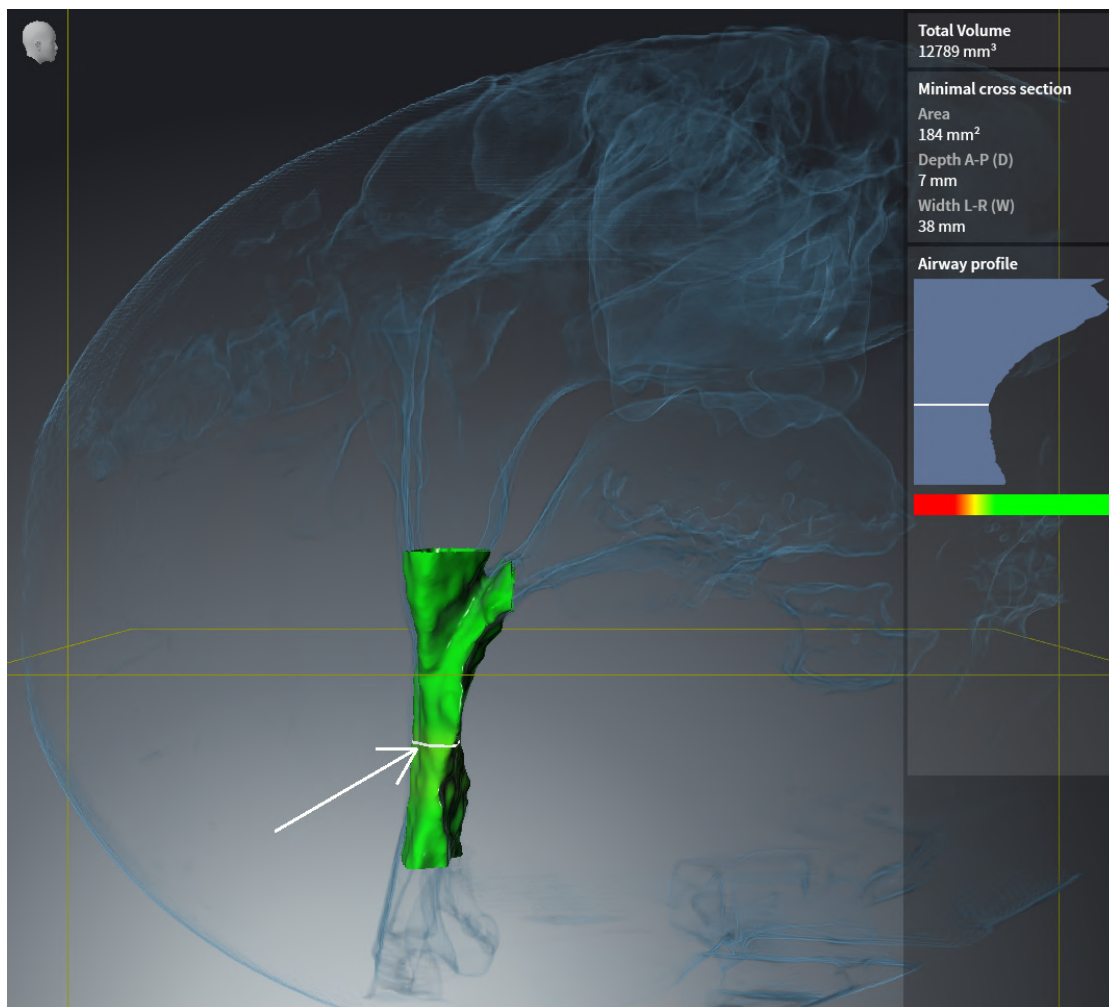 Total Volume
12789 mm³
Minimal cross section
Area
184 mm²
Depth A-P (D)
7 mm
Width L-R (W)
38 mm
Airway profile